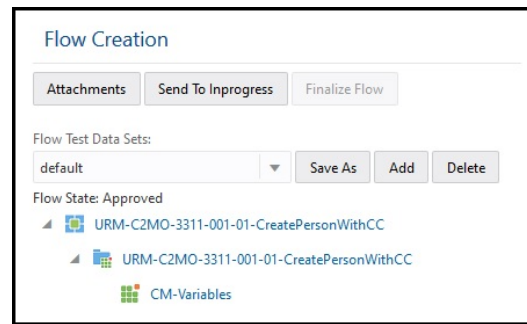 Flow Creation
Attachments Send To Inprogress Finalize Flow
Flow Test Data Sets:
default Save As Add Delete
Flow State: Approved
URM-C2MO-3311-001-01-CreatePersonWithCC
URM-C2MO-3311-001-01-CreatePersonWithCC
CM-Variables